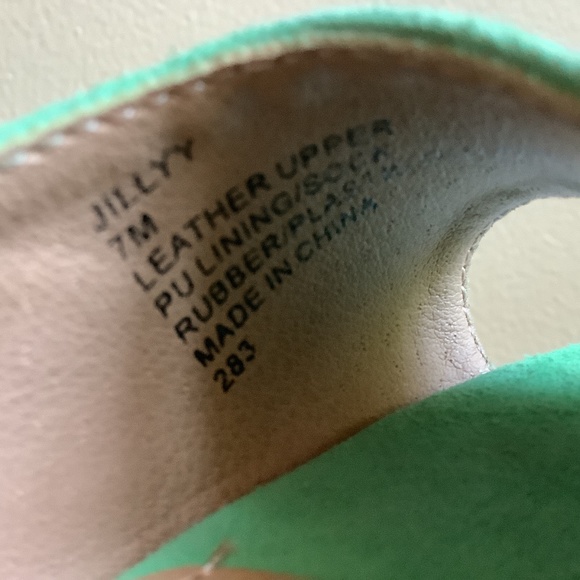 JILLYY
7M
LEATHER UPPER
PU LINING/SOCK
RUBBER/PLASTIC
MADE IN CHINA
283